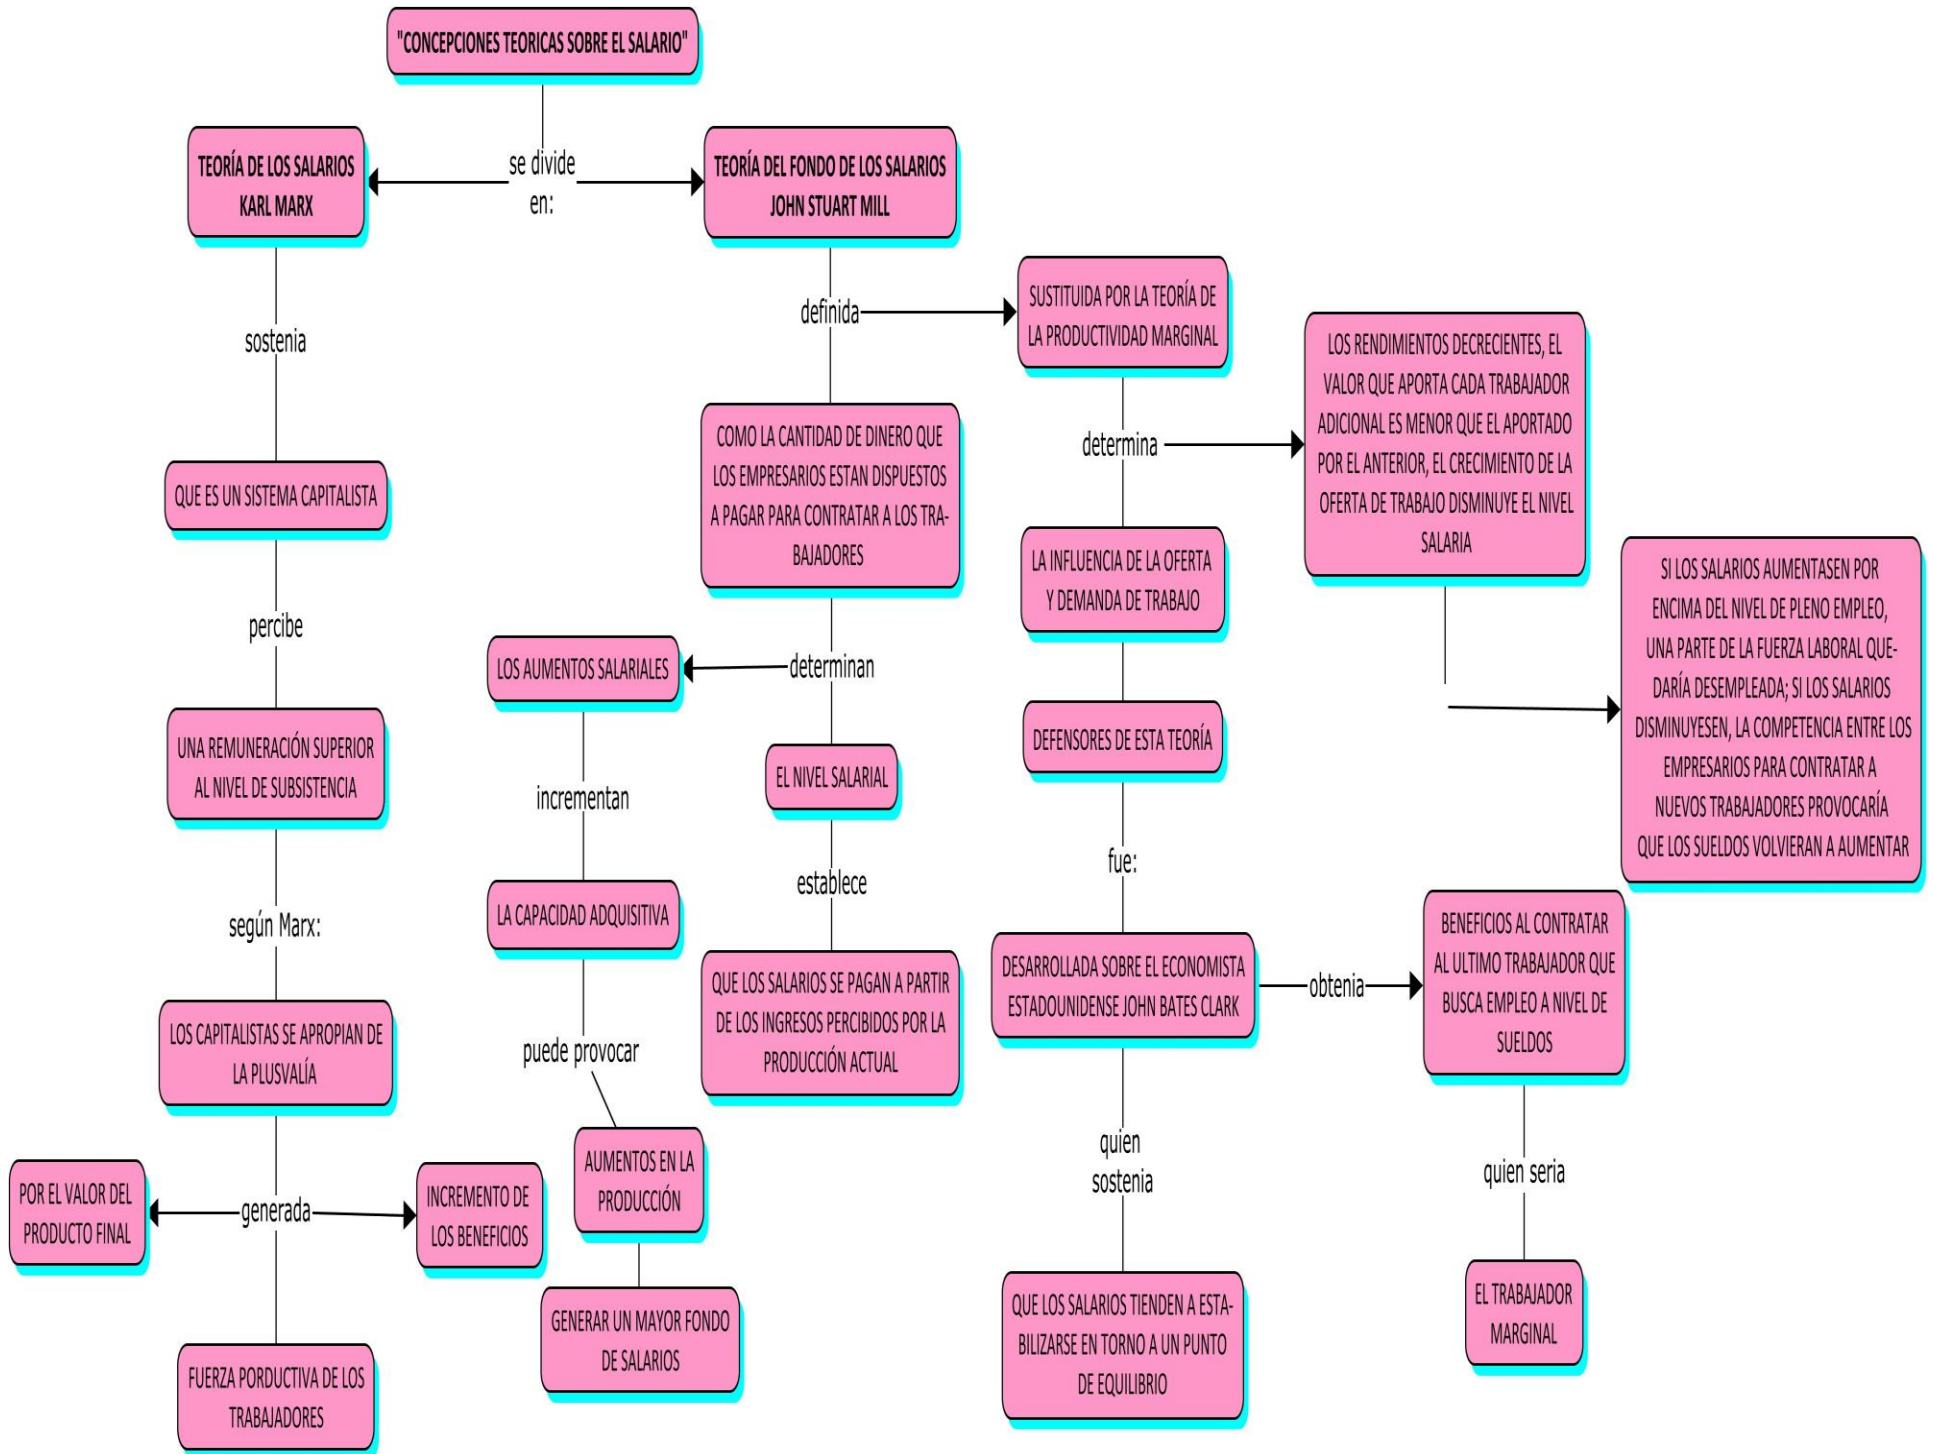 "CONCEPCIONES TEORICAS SOBRE EL SALARIO"
se divide
en:
TEORÍA DE LOS SALARIOS
KARL MARX
TEORÍA DEL FONDO DE LOS SALARIOS
JOHN STUART MILL
sostenia
QUE ES UN SISTEMA CAPITALISTA
percibe
UNA REMUNERACIÓN SUPERIOR
AL NIVEL DE SUBSISTENCIA
según Marx:
LOS CAPITALISTAS SE APROPIAN DE
LA PLUSVALÍA
generada
POR EL VALOR DEL
PRODUCTO FINAL
INCREMENTO DE
LOS BENEFICIOS
FUERZA PORDUCTIVA DE LOS
TRABAJADORES
definida
COMO LA CANTIDAD DE DINERO QUE
LOS EMPRESARIOS ESTAN DISPUESTOS
A PAGAR PARA CONTRATAR A LOS TRA-
BAJADORES
determinan
LOS AUMENTOS SALARIALES
incrementan
LA CAPACIDAD ADQUISITIVA
puede provocar
AUMENTOS EN LA
PRODUCCIÓN
GENERAR UN MAYOR FONDO
DE SALARIOS
EL NIVEL SALARIAL
establece
QUE LOS SALARIOS SE PAGAN A PARTIR
DE LOS INGRESOS PERCIBIDOS POR LA
PRODUCCIÓN ACTUAL
SUSTITUIDA POR LA TEORÍA DE
LA PRODUCTIVIDAD MARGINAL
determina
LA INFLUENCIA DE LA OFERTA
Y DEMANDA DE TRABAJO
DEFENSORES DE ESTA TEORÍA
fue:
DESARROLLADA SOBRE EL ECONOMISTA
ESTADOUNIDENSE JOHN BATES CLARK
quien
sostenia
QUE LOS SALARIOS TIENDEN A ESTA-
BILIZARSE EN TORNO A UN PUNTO
DE EQUILIBRIO
obtenia
BENEFICIOS AL CONTRATAR
AL ULTIMO TRABAJADOR QUE
BUSCA EMPLEO A NIVEL DE
SUELDOS
quien seria
EL TRABAJADOR
MARGINAL
LOS RENDIMIENTOS DECRECIENTES, EL
VALOR QUE APORTA CADA TRABAJADOR
ADICIONAL ES MENOR QUE EL APORTADO
POR EL ANTERIOR, EL CRECIMIENTO DE LA
OFERTA DE TRABAJO DISMINUYE EL NIVEL
SALARIA
SI LOS SALARIOS AUMENTASEN POR
ENCIMA DEL NIVEL DE PLENO EMPLEO,
UNA PARTE DE LA FUERZA LABORAL QUE-
DARÍA DESEMPLEADA; SI LOS SALARIOS
DISMINUYESEN, LA COMPETENCIA ENTRE LOS
EMPRESARIOS PARA CONTRATAR A
NUEVOS TRABAJADORES PROVOCARÍA
QUE LOS SUELDOS VOLVIERAN A AUMENTAR